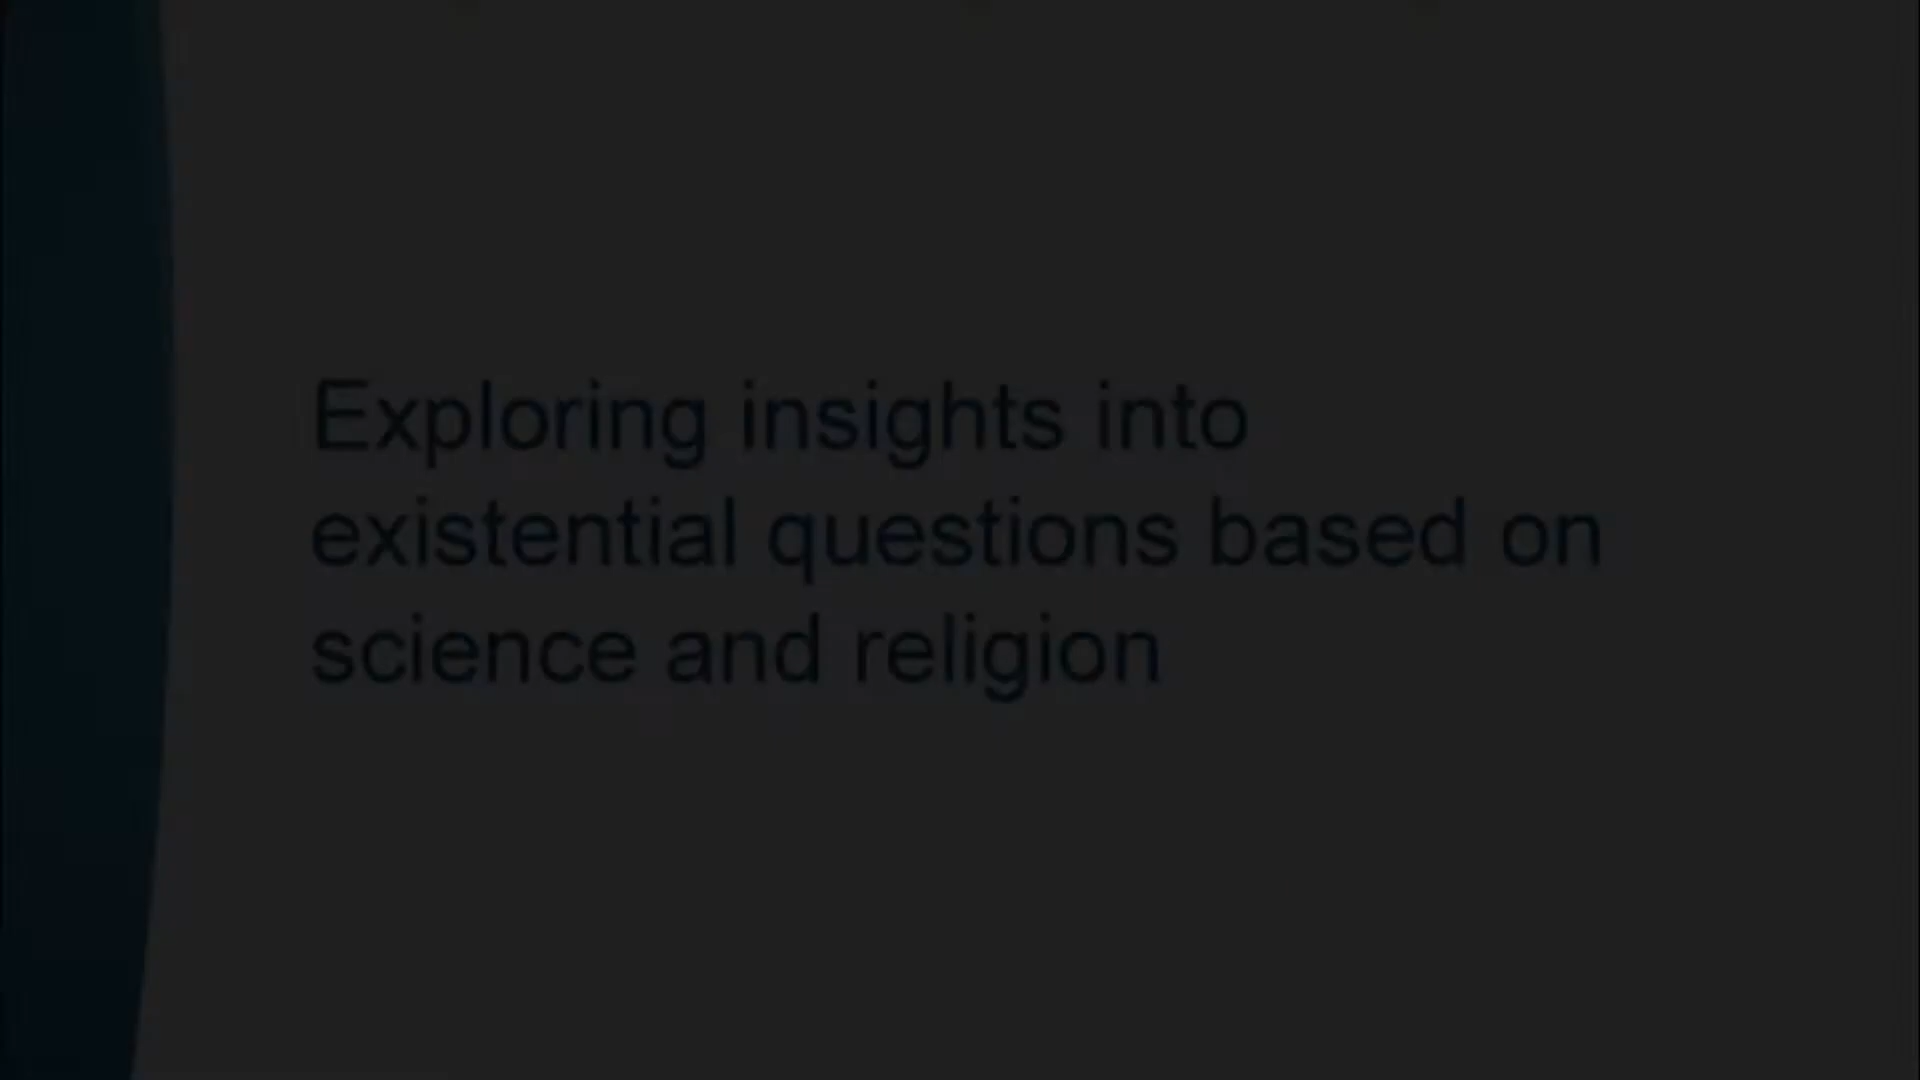 Exploring insights into
existential questions based on
science and religion